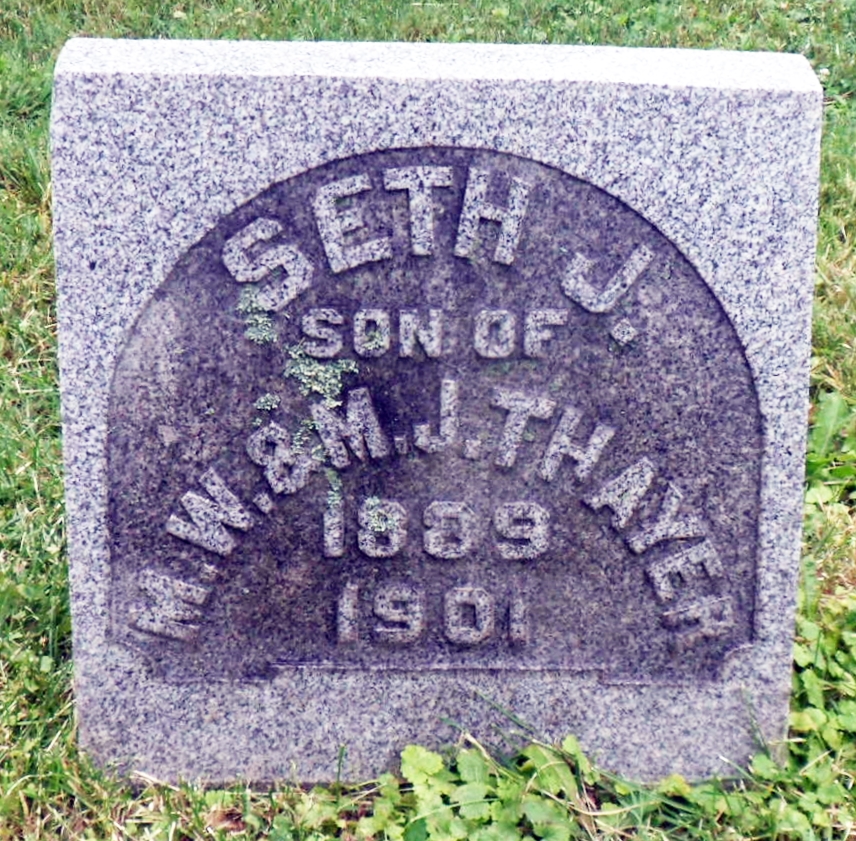 SETH J.
SON OF
M. W. & M. J. THAYER
1889
1901